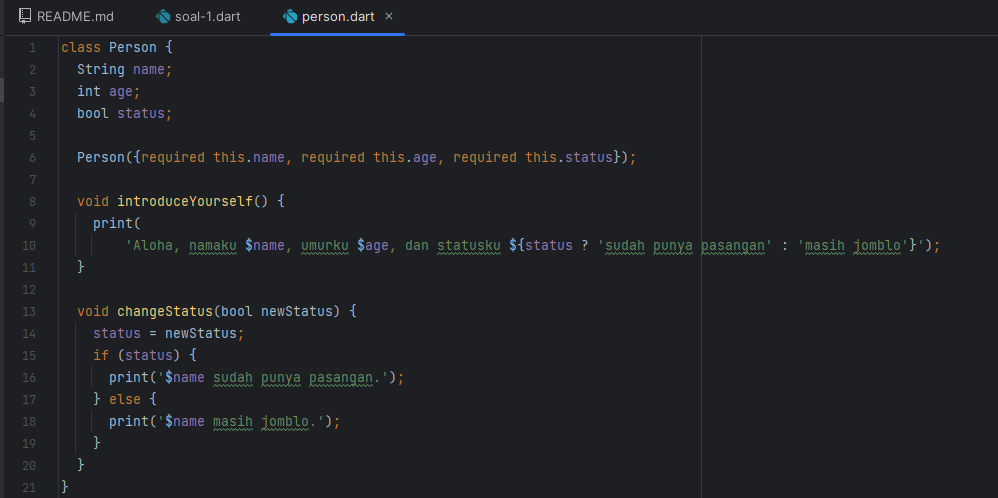 README.md soal-1.dart person.dart ×
1 class Person {
2   String name;
3   int age;
4   bool status;
5
6   Person({required this.name, required this.age, required this.status});
7
8   void introduceYourself() {
9     print(
10         'Aloha, namaku $name, umurku $age, dan statusku ${status ? 'sudah punya pasangan' : 'masih jomblo'}');
11   }
12
13   void changeStatus(bool newStatus) {
14     status = newStatus;
15     if (status) {
16       print('$name sudah punya pasangan.');
17     } else {
18       print('$name masih jomblo.');
19     }
20   }
21 }